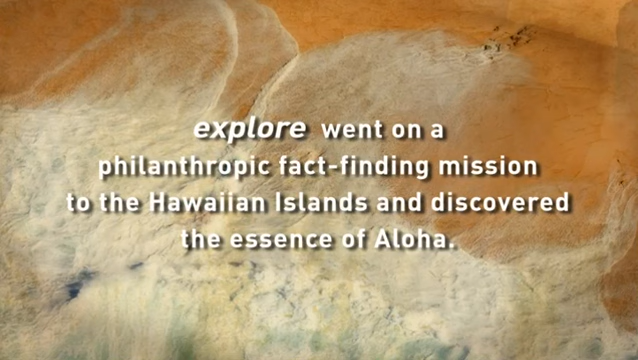 explore went on a
philanthropic fact-finding mission
to the Hawaiian Islands and discovered
the essence of Aloha.